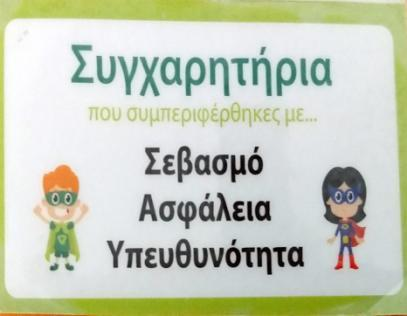 Συγχαρητήρια
που συμπεριφέρθηκες με...
Σεβασμό
Ασφάλεια
Υπευθυνότητα